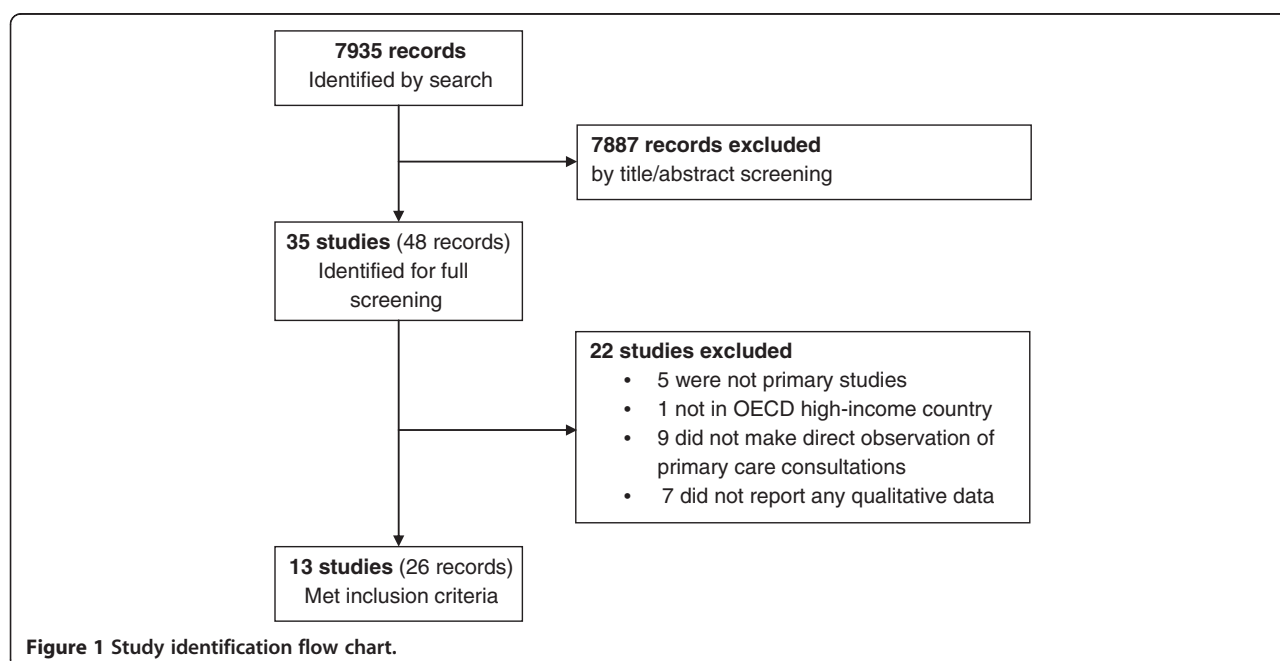 7935 records
Identified by search
7887 records excluded
by title/abstract screening
35 studies (48 records)
Identified for full
screening
22 studies excluded
• 5 were not primary studies
• 1 not in OECD high-income country
• 9 did not make direct observation of
primary care consultations
• 7 did not report any qualitative data
13 studies (26 records)
Met inclusion criteria
Figure 1 Study identification flow chart.